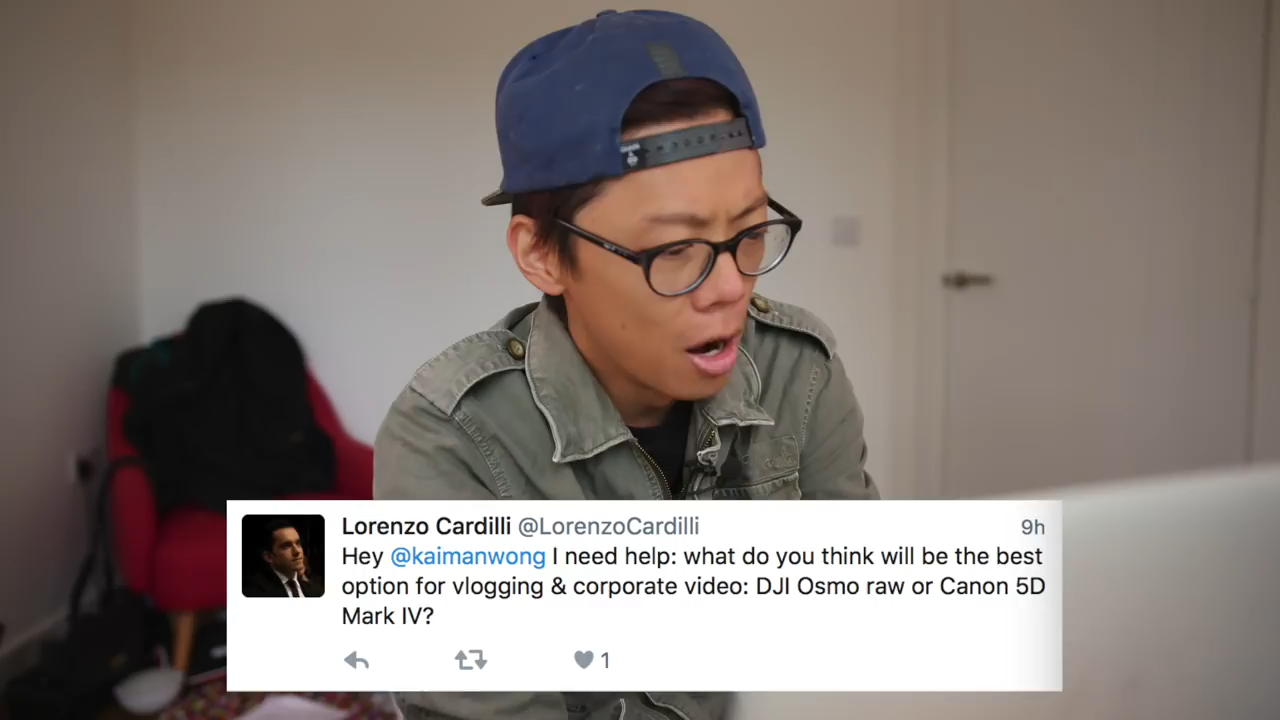 Lorenzo Cardilli @LorenzoCardilli 9h
Hey @kaimanwong I need help: what do you think will be the best
option for vlogging & corporate video: DJI Osmo raw or Canon 5D
Mark IV?
1